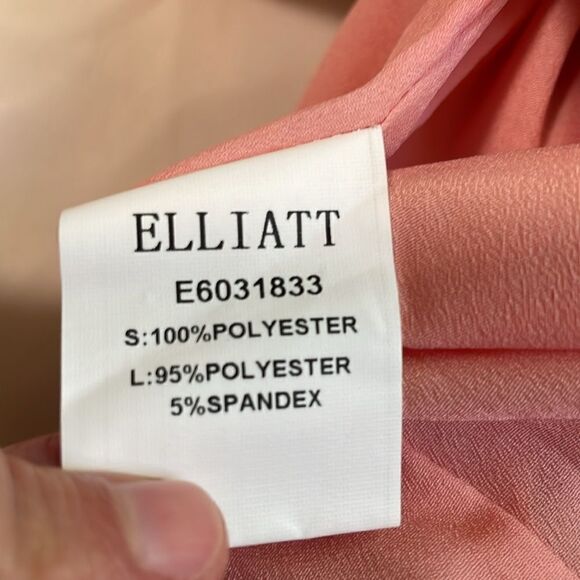 ELLIATT
E6031833
S:100%POLYESTER
L:95%POLYESTER
5%SPANDEX